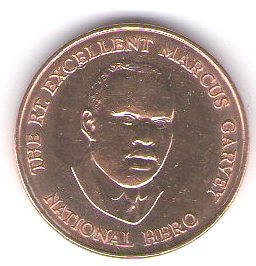 THE RT. EXCELLENT MARCUS GARVEY
NATIONAL HERO